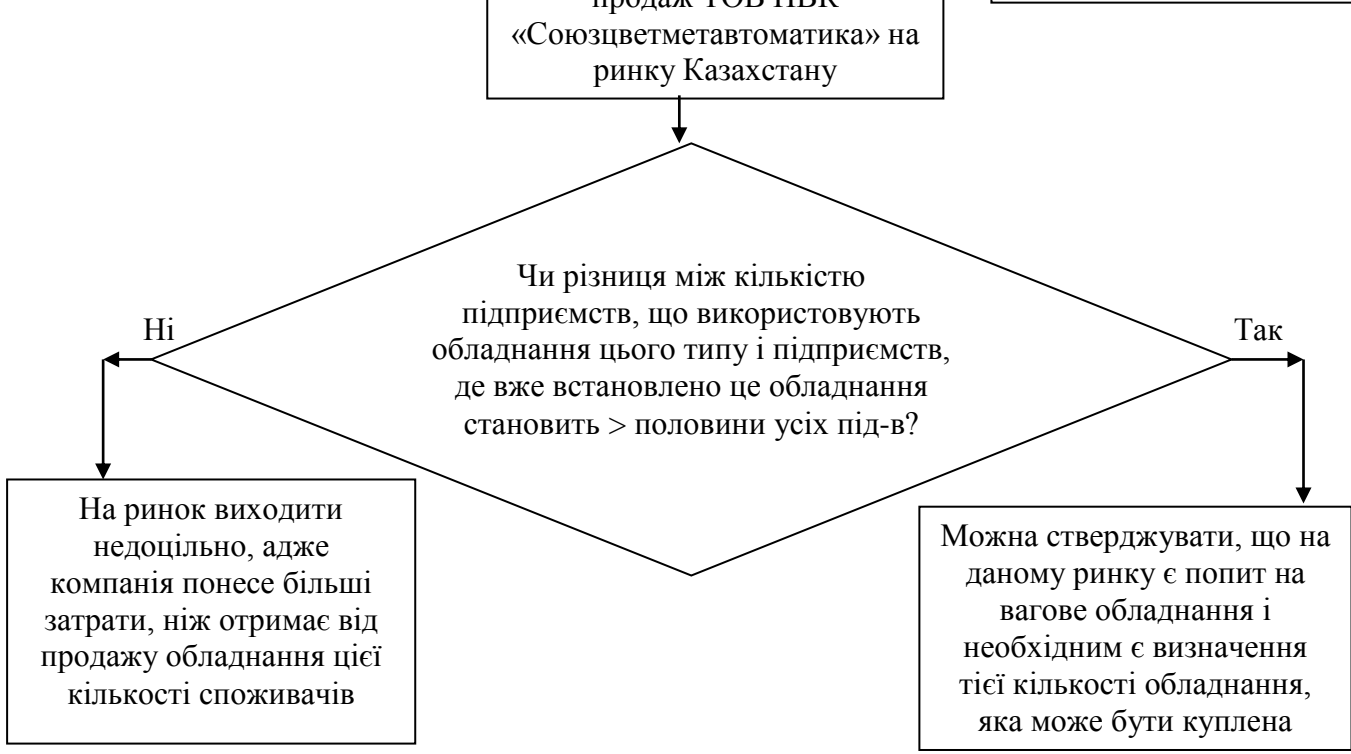 продаж ТОВ НВК
«Союзцветметавтоматика» на
ринку Казахстану
Чи різниця між кількістю
підприємств, що використовують
обладнання цього типу і підприємств,
де вже встановлено це обладнання
становить > половини усіх під-в?
Ні
Так
На ринок виходити
недоцільно, адже
компанія понесе більші
затрати, ніж отримає від
продажу обладнання цієї
кількості споживачів
Можна стверджувати, що на
даному ринку є попит на
вагове обладнання і
необхідним є визначення
тієї кількості обладнання,
яка може бути куплена